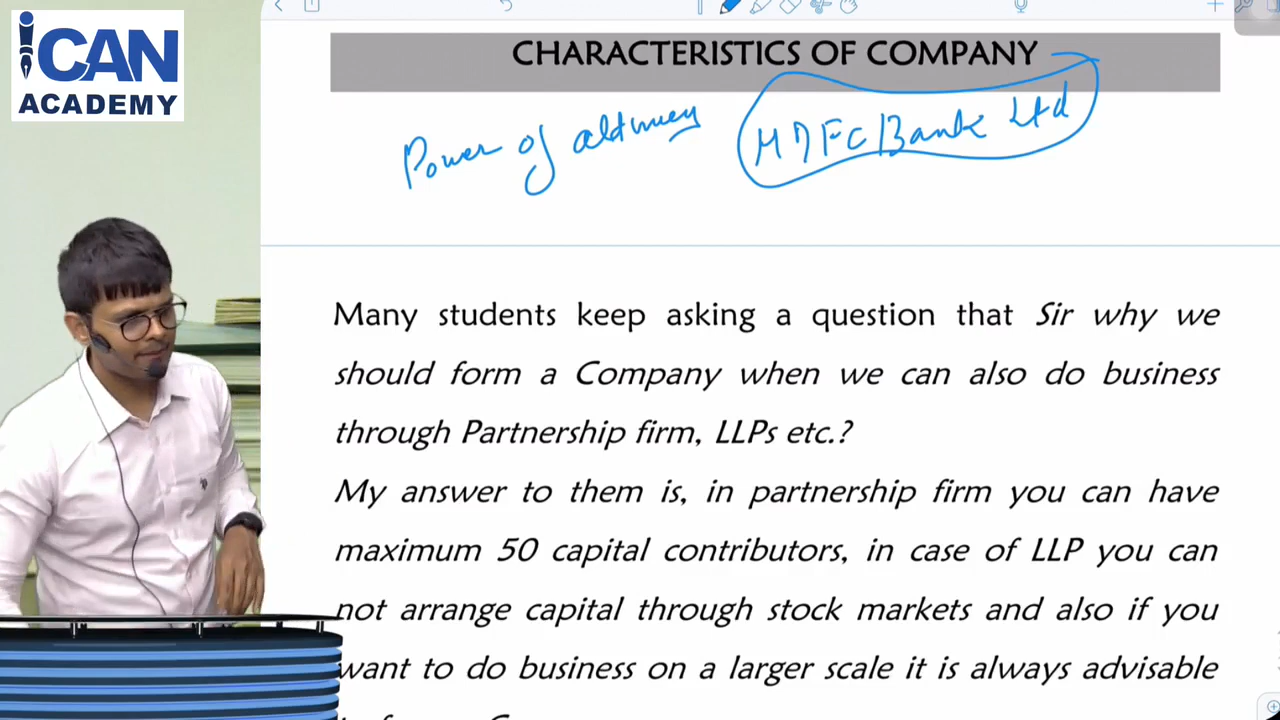 iCAN
ACADEMY
CHARACTERISTICS OF COMPANY
Power of attorney HDFC Bank Ltd
Many students keep asking a question that Sir why we
should form a Company when we can also do business
through Partnership firm, LLPs etc.?
My answer to them is, in partnership firm you can have
maximum 50 capital contributors, in case of LLP you can
not arrange capital through stock markets and also if you
want to do business on a larger scale it is always advisable